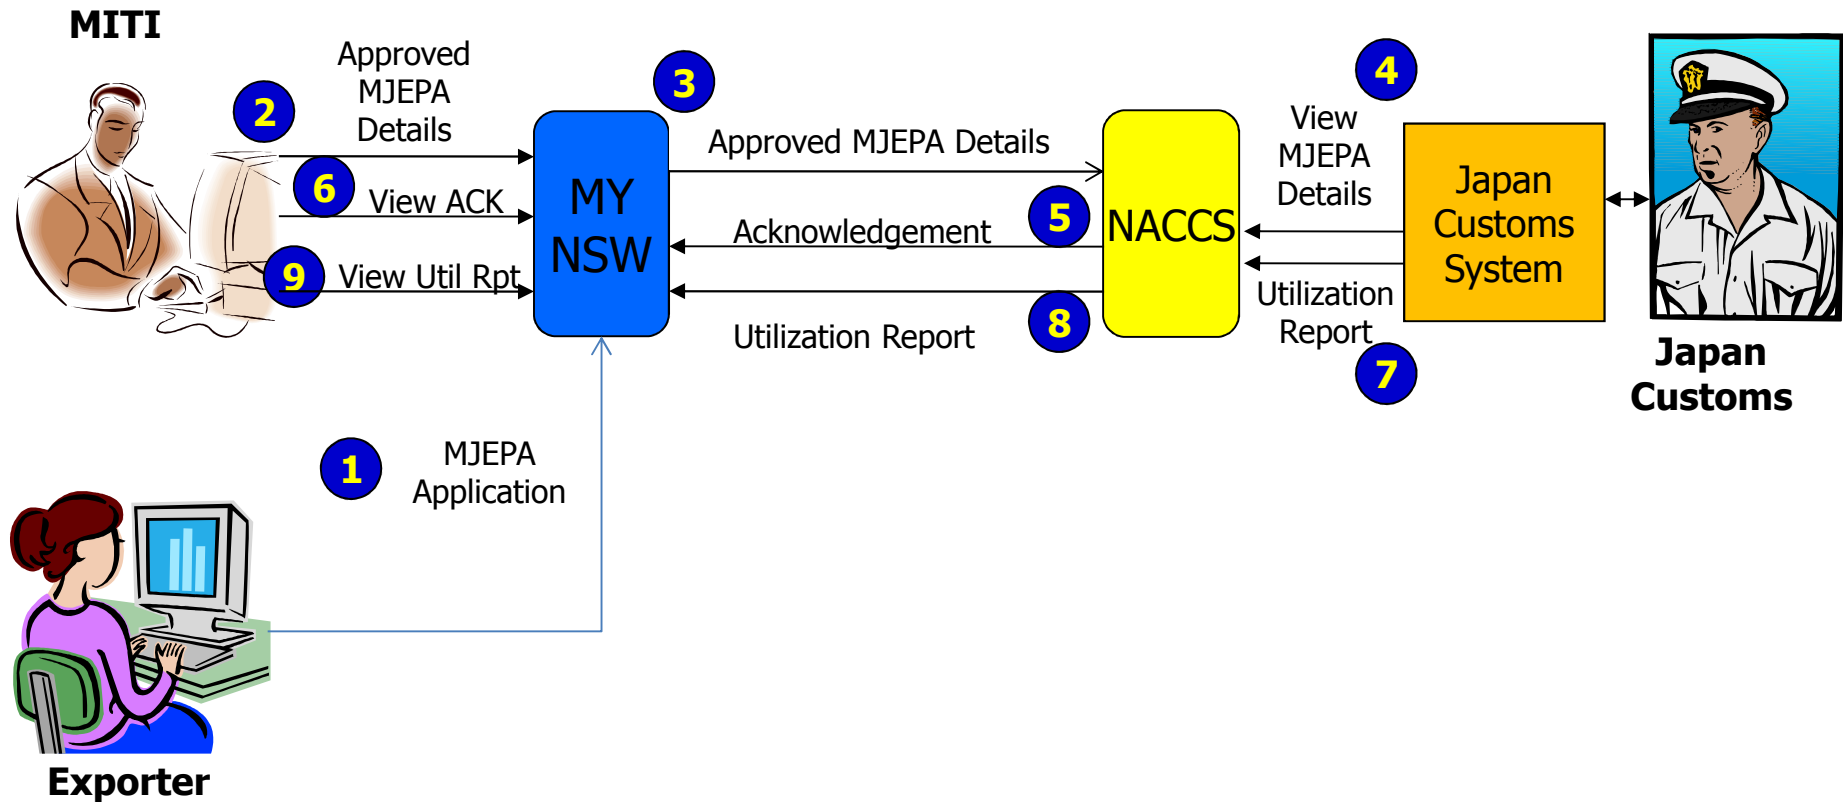 MITI
Approved
MJEPA
Details
2
3
4
6
View ACK
9
View Util Rpt
MY
NSW
Approved MJEPA Details
Acknowledgement
5
Utilization Report
8
NACCS
View
MJEPA
Details
Utilization
Report
7
Japan
Customs
System
Japan
Customs
1
MJEPA
Application
Exporter